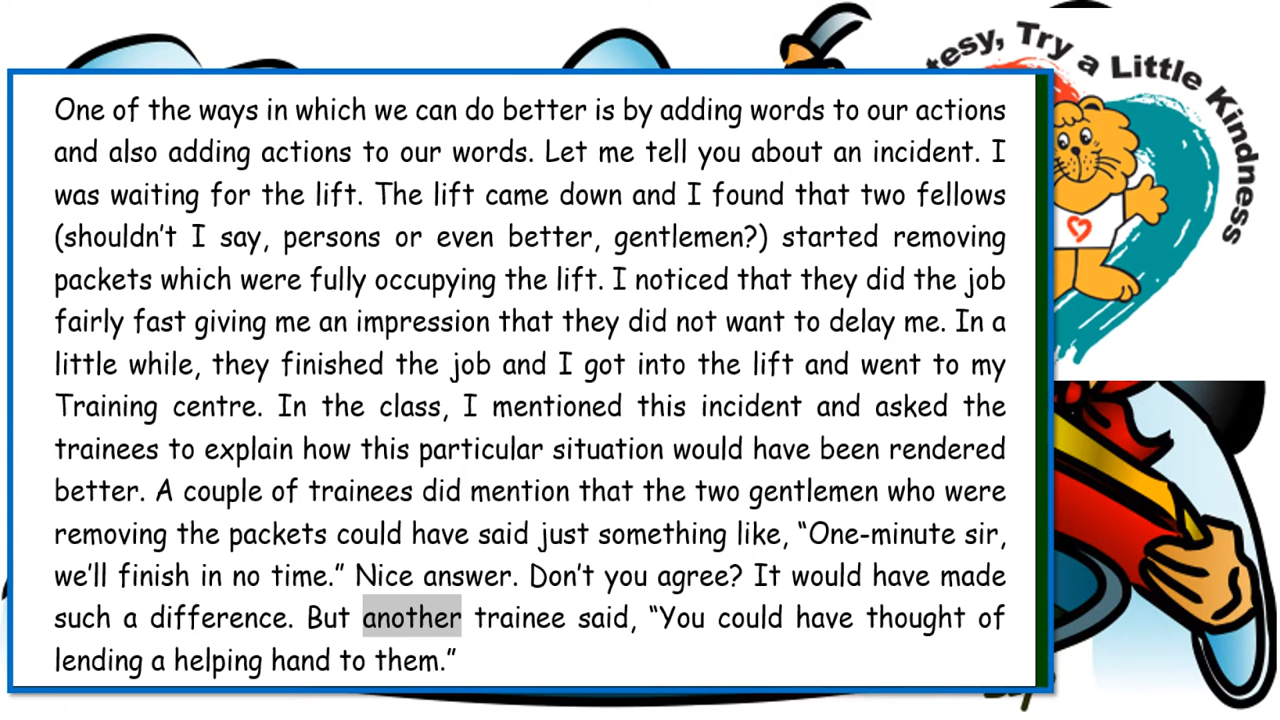 tesy, Try a Little Kindness
One of the ways in which we can do better is by adding words to our actions
and also adding actions to our words. Let me tell you about an incident. I
was waiting for the lift. The lift came down and I found that two fellows
(shouldn't I say, persons or even better, gentlemen?) started removing
packets which were fully occupying the lift. I noticed that they did the job
fairly fast giving me an impression that they did not want to delay me. In a
little while, they finished the job and I got into the lift and went to my
Training centre. In the class, I mentioned this incident and asked the
trainees to explain how this particular situation would have been rendered
better. A couple of trainees did mention that the two gentlemen who were
removing the packets could have said just something like, “One-minute sir,
we'll finish in no time.” Nice answer. Don't you agree? It would have made
such a difference. But another trainee said, “You could have thought of
lending a helping hand to them.”